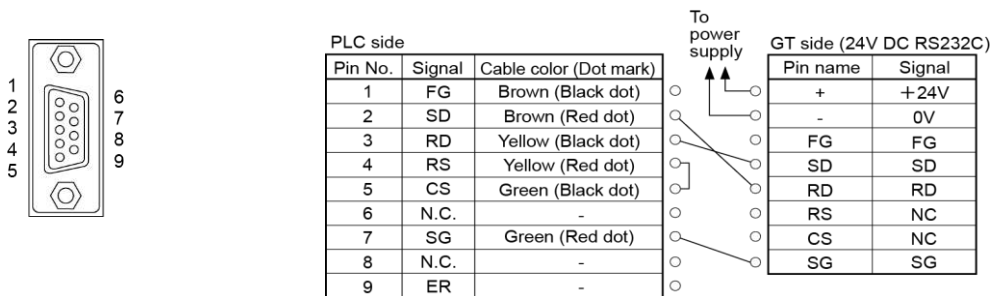 1
2
3
4
5
6
7
8
9
PLC side
Pin No. Signal Cable color (Dot mark)
1 FG Brown (Black dot)
2 SD Brown (Red dot)
3 RD Yellow (Black dot)
4 RS Yellow (Red dot)
5 CS Green (Black dot)
6 N.C. -
7 SG Green (Red dot)
8 N.C. -
9 ER -
To
power
supply
GT side (24V DC RS232C)
Pin name Signal
+ +24V
- 0V
FG FG
SD SD
RD RD
RS NC
CS NC
SG SG